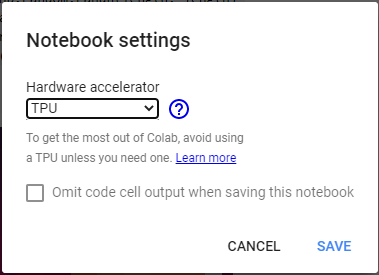 Notebook settings
Hardware accelerator
TPU
To get the most out of Colab, avoid using
a TPU unless you need one. Learn more
Omit code cell output when saving this notebook
CANCEL SAVE